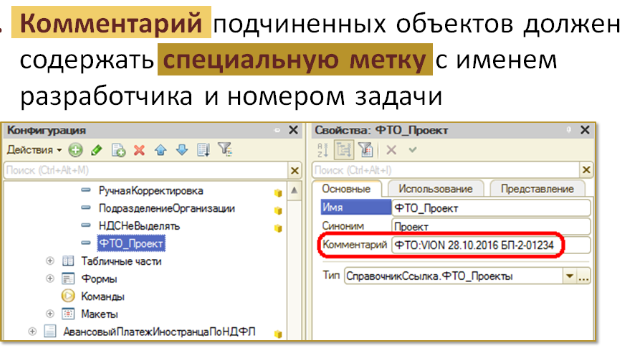 . Комментарий подчиненных объектов должен
содержать специальную метку с именем
разработчика и номером задачи
Конфигурация
Действия
Поиск (Ctrl+Alt+M)
РучнаяКорректировка
ПодразделениеОрганизации
НДСНеВыделять
ФТО_Проект
Табличные части
Формы
Команды
Макеты
АвансовыйПлатежИностранцаПоНДФЛ
Свойства: ФТО_Проект
Поиск (Ctrl+Alt+I)
Основные Использование Представление
Имя ФТО_Проект
Синоним Проект
Комментарий ФТО:VION 28.10.2016 БП-2-01234
Тип СправочникСсылка.ФТО_Проекты ...